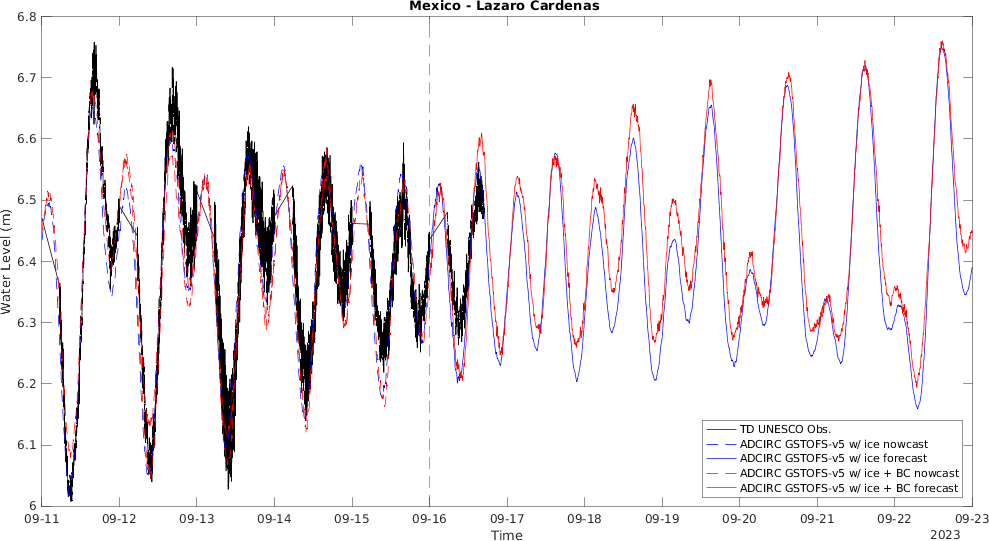 Mexico - Lazaro Cardenas
6.8
6.7
6.6
6.5
6.4
6.3
6.2
6.1
6
Water Level (m)
TD UNESCO Obs.
ADCIRC GSTOFS-v5 w/ ice nowcast
ADCIRC GSTOFS-v5 w/ ice forecast
ADCIRC GSTOFS-v5 w/ ice + BC nowcast
ADCIRC GSTOFS-v5 w/ ice + BC forecast
09-11 09-12 09-13 09-14 09-15 09-16 09-17 09-18 09-19 09-20 09-21 09-22 09-23
Time
2023